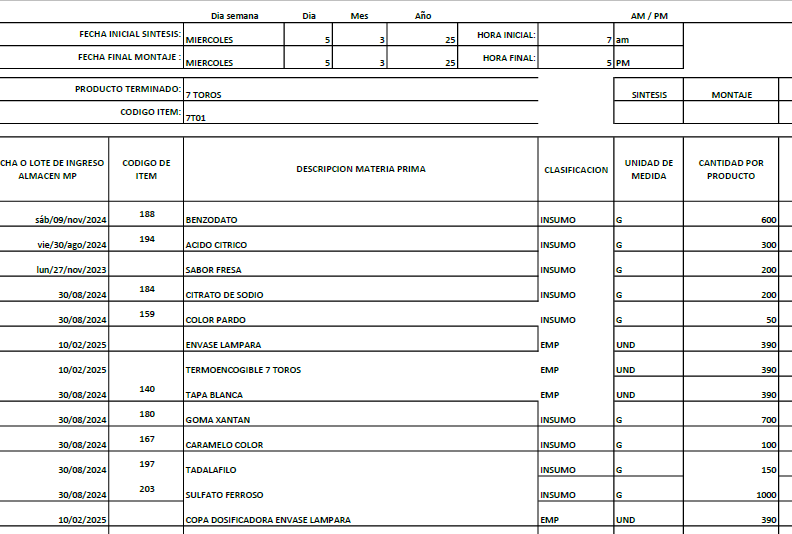 Dia semana Dia Mes Año AM / PM
FECHA INICIAL SINTESIS: MIERCOLES 5 3 25 HORA INICIAL: 7 am
FECHA FINAL MONTAJE : MIERCOLES 5 3 25 HORA FINAL: 5 PM
PRODUCTO TERMINADO: 7 TOROS SINTESIS MONTAJE
CODIGO ITEM: 7T01
CHA O LOTE DE INGRESO ALMACEN MP CODIGO DE ITEM DESCRIPCION MATERIA PRIMA CLASIFICACION UNIDAD DE MEDIDA CANTIDAD POR PRODUCTO
sáb/09/nov/2024 188 BENZODATO INSUMO G 600
vie/30/ago/2024 194 ACIDO CITRICO INSUMO G 300
lun/27/nov/2023 SABOR FRESA INSUMO G 200
30/08/2024 184 CITRATO DE SODIO INSUMO G 200
30/08/2024 159 COLOR PARDO INSUMO G 50
10/02/2025 ENVASE LAMPARA EMP UND 390
10/02/2025 TERMOENCOGIBLE 7 TOROS EMP UND 390
30/08/2024 140 TAPA BLANCA EMP UND 390
30/08/2024 180 GOMA XANTAN INSUMO G 700
30/08/2024 167 CARAMELO COLOR INSUMO G 100
30/08/2024 197 TADALAFILO INSUMO G 150
30/08/2024 203 SULFATO FERROSO INSUMO G 1000
10/02/2025 COPA DOSIFICADORA ENVASE LAMPARA EMP UND 390